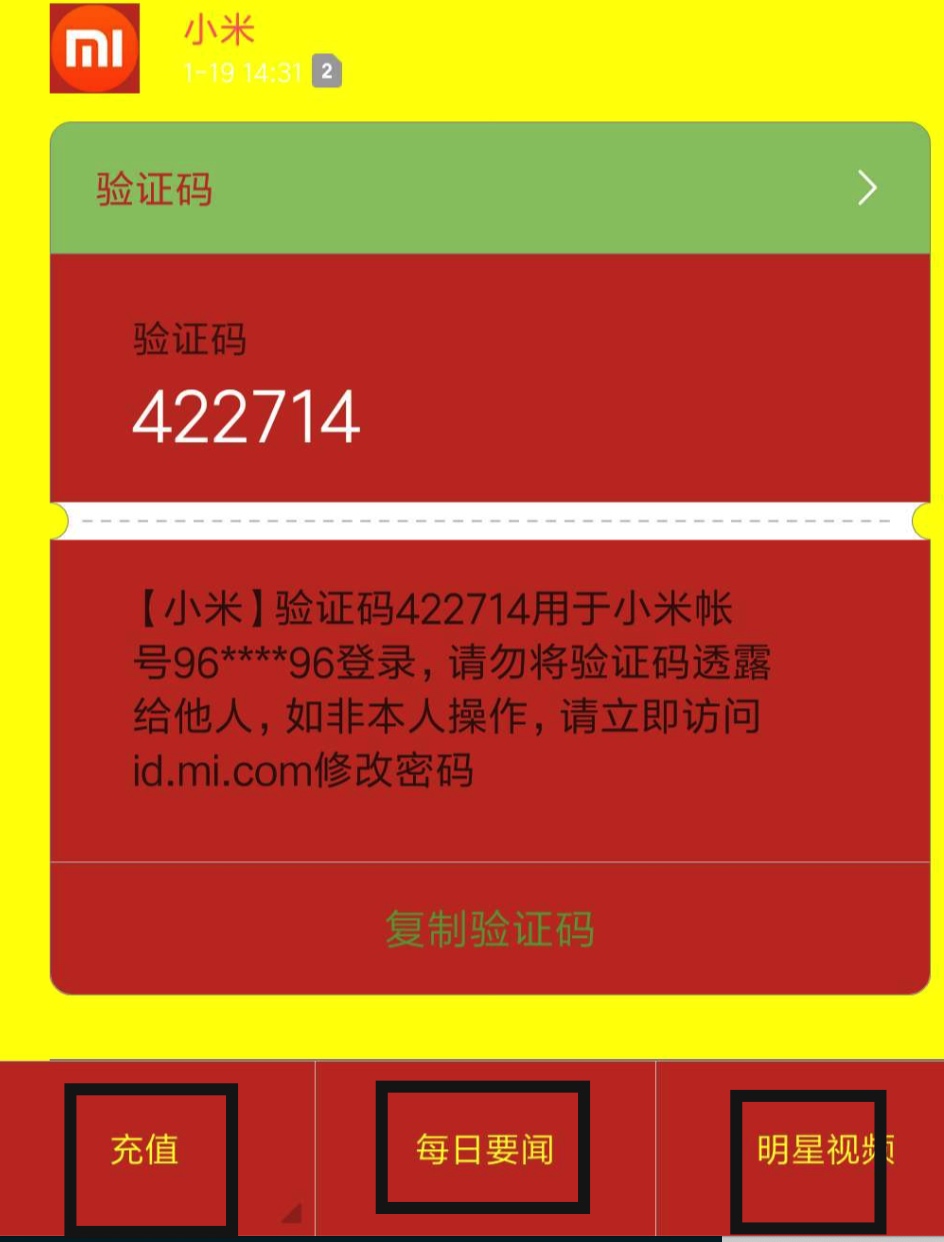 mi
小米
1-19 14:31 2
验证码
验证码
422714
【小米】验证码422714用于小米帐
号96****96登录，请勿将验证码透露
给他人，如非本人操作，请立即访问
id.mi.com修改密码
复制验证码
充值 每日要闻 明星视频